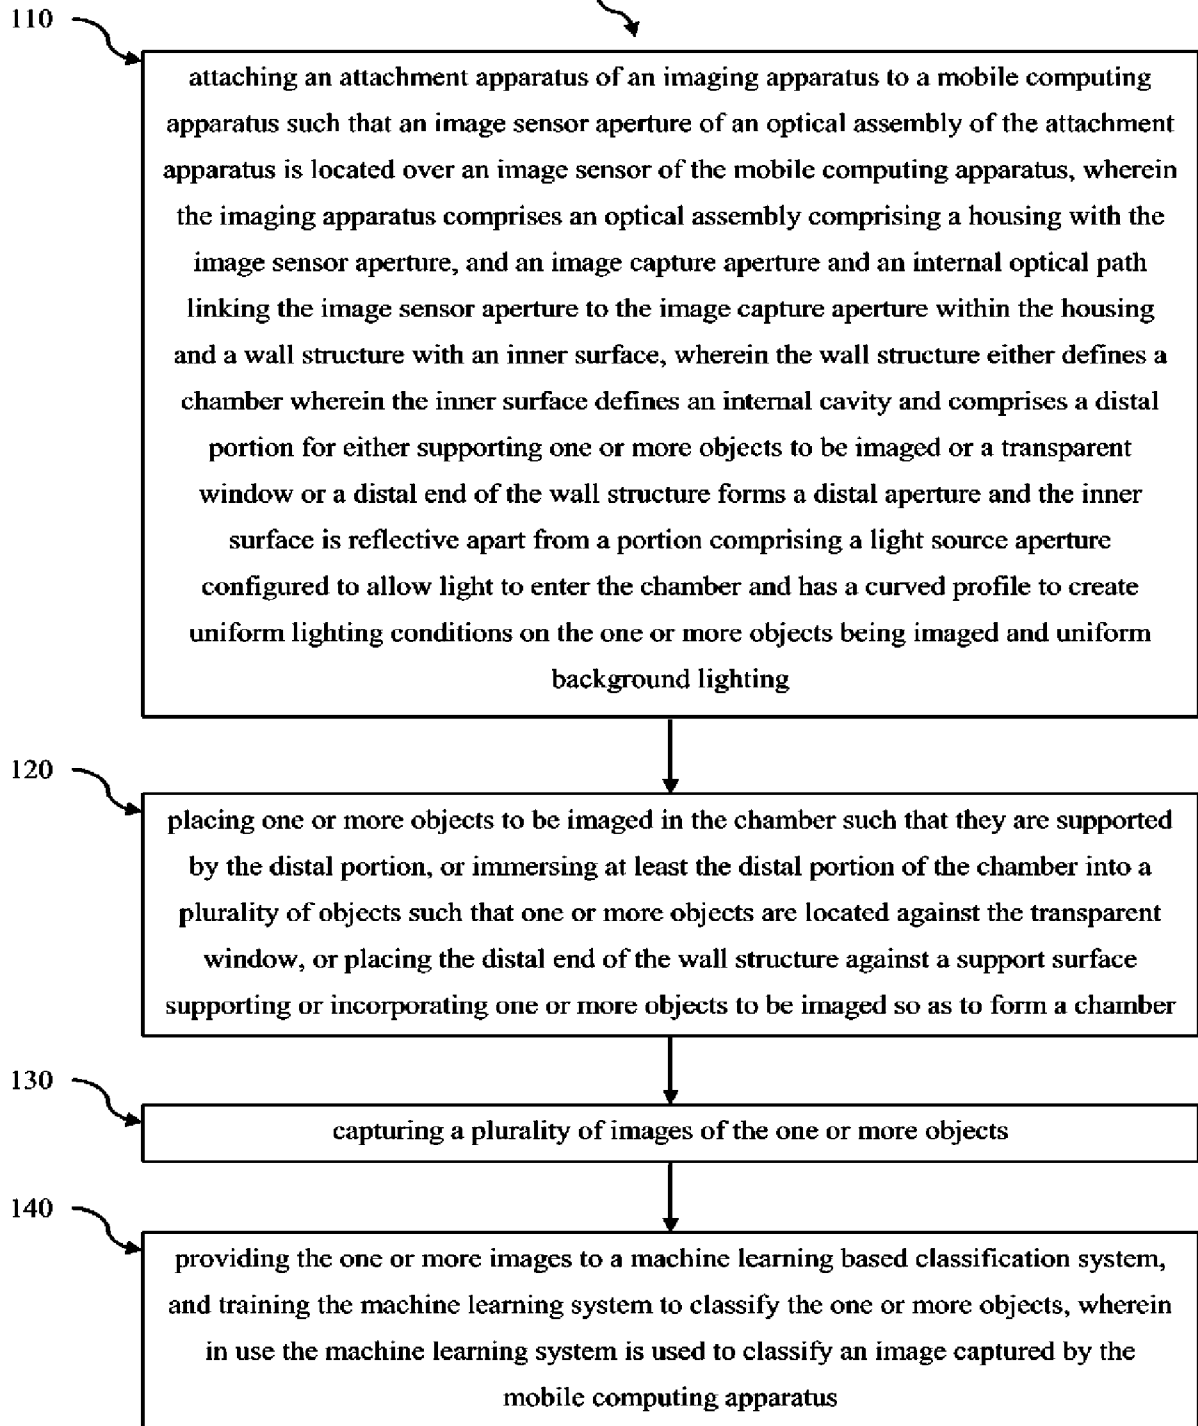 110
attaching an attachment apparatus of an imaging apparatus to a mobile computing
apparatus such that an image sensor aperture of an optical assembly of the attachment
apparatus is located over an image sensor of the mobile computing apparatus, wherein
the imaging apparatus comprises an optical assembly comprising a housing with the
image sensor aperture, and an image capture aperture and an internal optical path
linking the image sensor aperture to the image capture aperture within the housing
and a wall structure with an inner surface, wherein the wall structure either defines a
chamber wherein the inner surface defines an internal cavity and comprises a distal
portion for either supporting one or more objects to be imaged or a transparent
window or a distal end of the wall structure forms a distal aperture and the inner
surface is reflective apart from a portion comprising a light source aperture
configured to allow light to enter the chamber and has a curved profile to create
uniform lighting conditions on the one or more objects being imaged and uniform
background lighting
120
placing one or more objects to be imaged in the chamber such that they are supported
by the distal portion, or immersing at least the distal portion of the chamber into a
plurality of objects such that one or more objects are located against the transparent
window, or placing the distal end of the wall structure against a support surface
supporting or incorporating one or more objects to be imaged so as to form a chamber
130
capturing a plurality of images of the one or more objects
140
providing the one or more images to a machine learning based classification system,
and training the machine learning system to classify the one or more objects, wherein
in use the machine learning system is used to classify an image captured by the
mobile computing apparatus